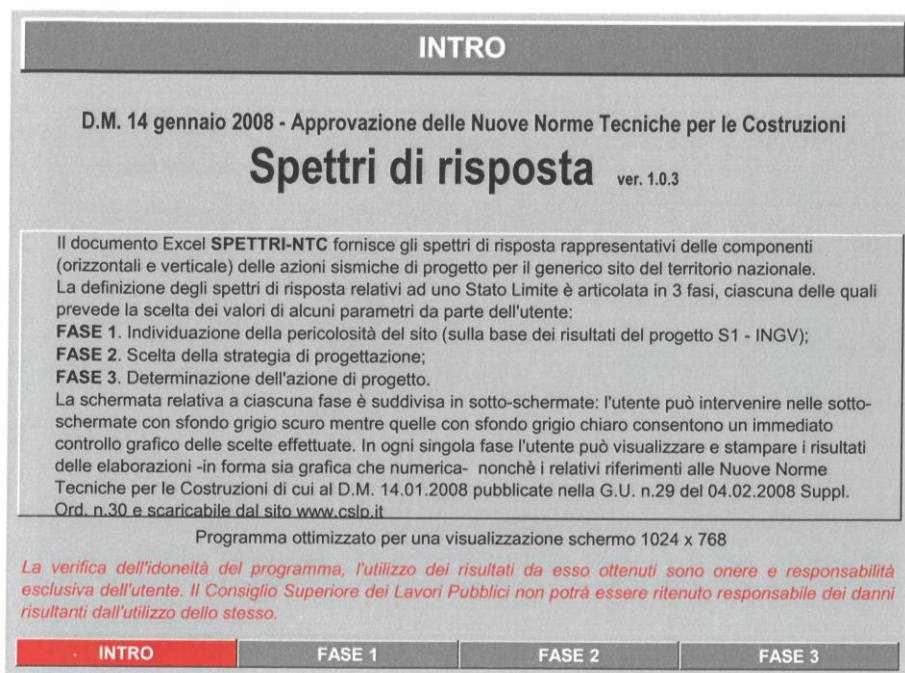 INTRO
D.M. 14 gennaio 2008 - Approvazione delle Nuove Norme Tecniche per le Costruzioni
Spettri di risposta ver. 1.0.3
Il documento Excel SPETTRI-NTC fornisce gli spettri di risposta rappresentativi delle componenti
(orizzontali e verticale) delle azioni sismiche di progetto per il generico sito del territorio nazionale.
La definizione degli spettri di risposta relativi ad uno Stato Limite è articolata in 3 fasi, ciascuna delle quali
prevede la scelta dei valori di alcuni parametri da parte dell'utente:
FASE 1. Individuazione della pericolosità del sito (sulla base dei risultati del progetto S1 - INGV);
FASE 2. Scelta della strategia di progettazione;
FASE 3. Determinazione dell'azione di progetto.
La schermata relativa a ciascuna fase è suddivisa in sotto-schermate: l'utente può intervenire nelle sotto-
schermate con sfondo grigio scuro mentre quelle con sfondo grigio chiaro consentono un immediato
controllo grafico delle scelte effettuate. In ogni singola fase l'utente può visualizzare e stampare i risultati
delle elaborazioni -in forma sia grafica che numerica- nonchè i relativi riferimenti alle Nuove Norme
Tecniche per le Costruzioni di cui al D.M. 14.01.2008 pubblicate nella G.U. n.29 del 04.02.2008 Suppl.
Ord. n.30 e scaricabile dal sito www.cslp.it
Programma ottimizzato per una visualizzazione schermo 1024 x 768
La verifica dell'idoneità del programma, l'utilizzo dei risultati da esso ottenuti sono onere e responsabilità
esclusiva dell'utente. Il Consiglio Superiore dei Lavori Pubblici non potrà essere ritenuto responsabile dei danni
risultanti dall'utilizzo dello stesso.
INTRO FASE 1 FASE 2 FASE 3